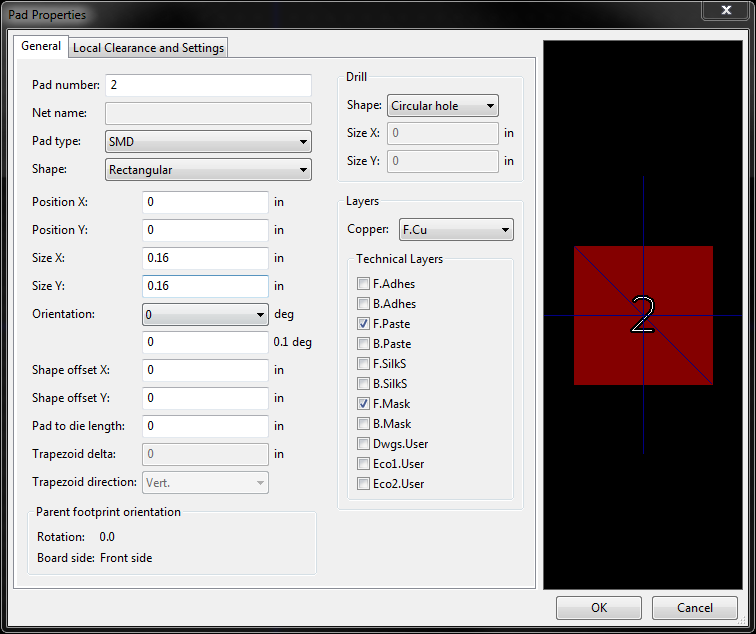 Pad Properties
General
Local Clearance and Settings
Pad number: 2
Net name:
Pad type: SMD
Shape: Rectangular
Position X: 0 in
Position Y: 0 in
Size X: 0.16 in
Size Y: 0.16 in
Orientation: 0 deg
0 0.1 deg
Shape offset X: 0 in
Shape offset Y: 0 in
Pad to die length: 0 in
Trapezoid delta: 0 in
Trapezoid direction: Vert.
Parent footprint orientation
Rotation: 0.0
Board side: Front side
Drill
Shape: Circular hole
Size X: 0 in
Size Y: 0 in
Layers
Copper: F.Cu
Technical Layers
F.Adhes
B.Adhes
F.Paste
B.Paste
F.SilkS
B.SilkS
F.Mask
B.Mask
Dwgs.User
Eco1.User
Eco2.User
2
OK
Cancel